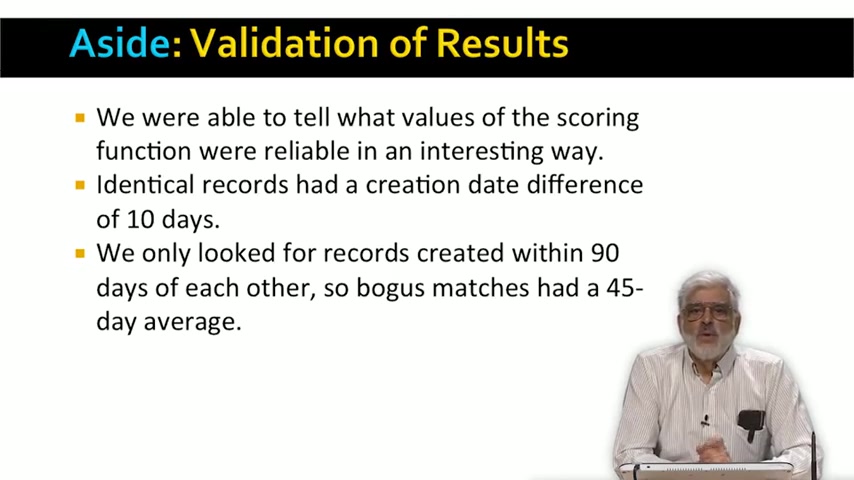 Aside: Validation of Results
We were able to tell what values of the scoring
function were reliable in an interesting way.
Identical records had a creation date difference
of 10 days.
We only looked for records created within 90
days of each other, so bogus matches had a 45-
day average.